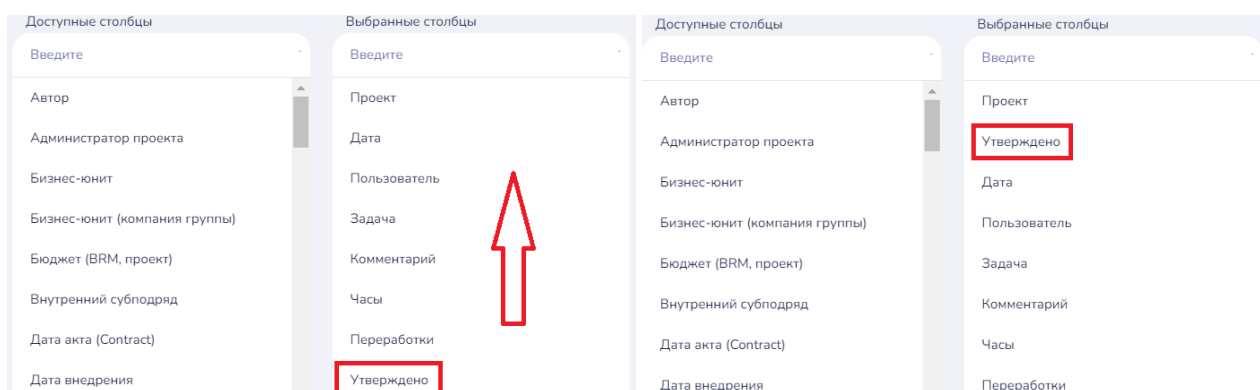 Доступные столбцы
Введите
Автор
Администратор проекта
Бизнес-юнит
Бизнес-юнит (компания группы)
Бюджет (BRM, проект)
Внутренний субподряд
Дата акта (Contract)
Дата внедрения
Выбранные столбцы
Введите
Проект
Дата
Пользователь
Задача
Комментарий
Часы
Переработки
Утверждено
Доступные столбцы
Введите
Автор
Администратор проекта
Бизнес-юнит
Бизнес-юнит (компания группы)
Бюджет (BRM, проект)
Внутренний субподряд
Дата акта (Contract)
Дата внедрения
Выбранные столбцы
Введите
Проект
Утверждено
Дата
Пользователь
Задача
Комментарий
Часы
Переработки